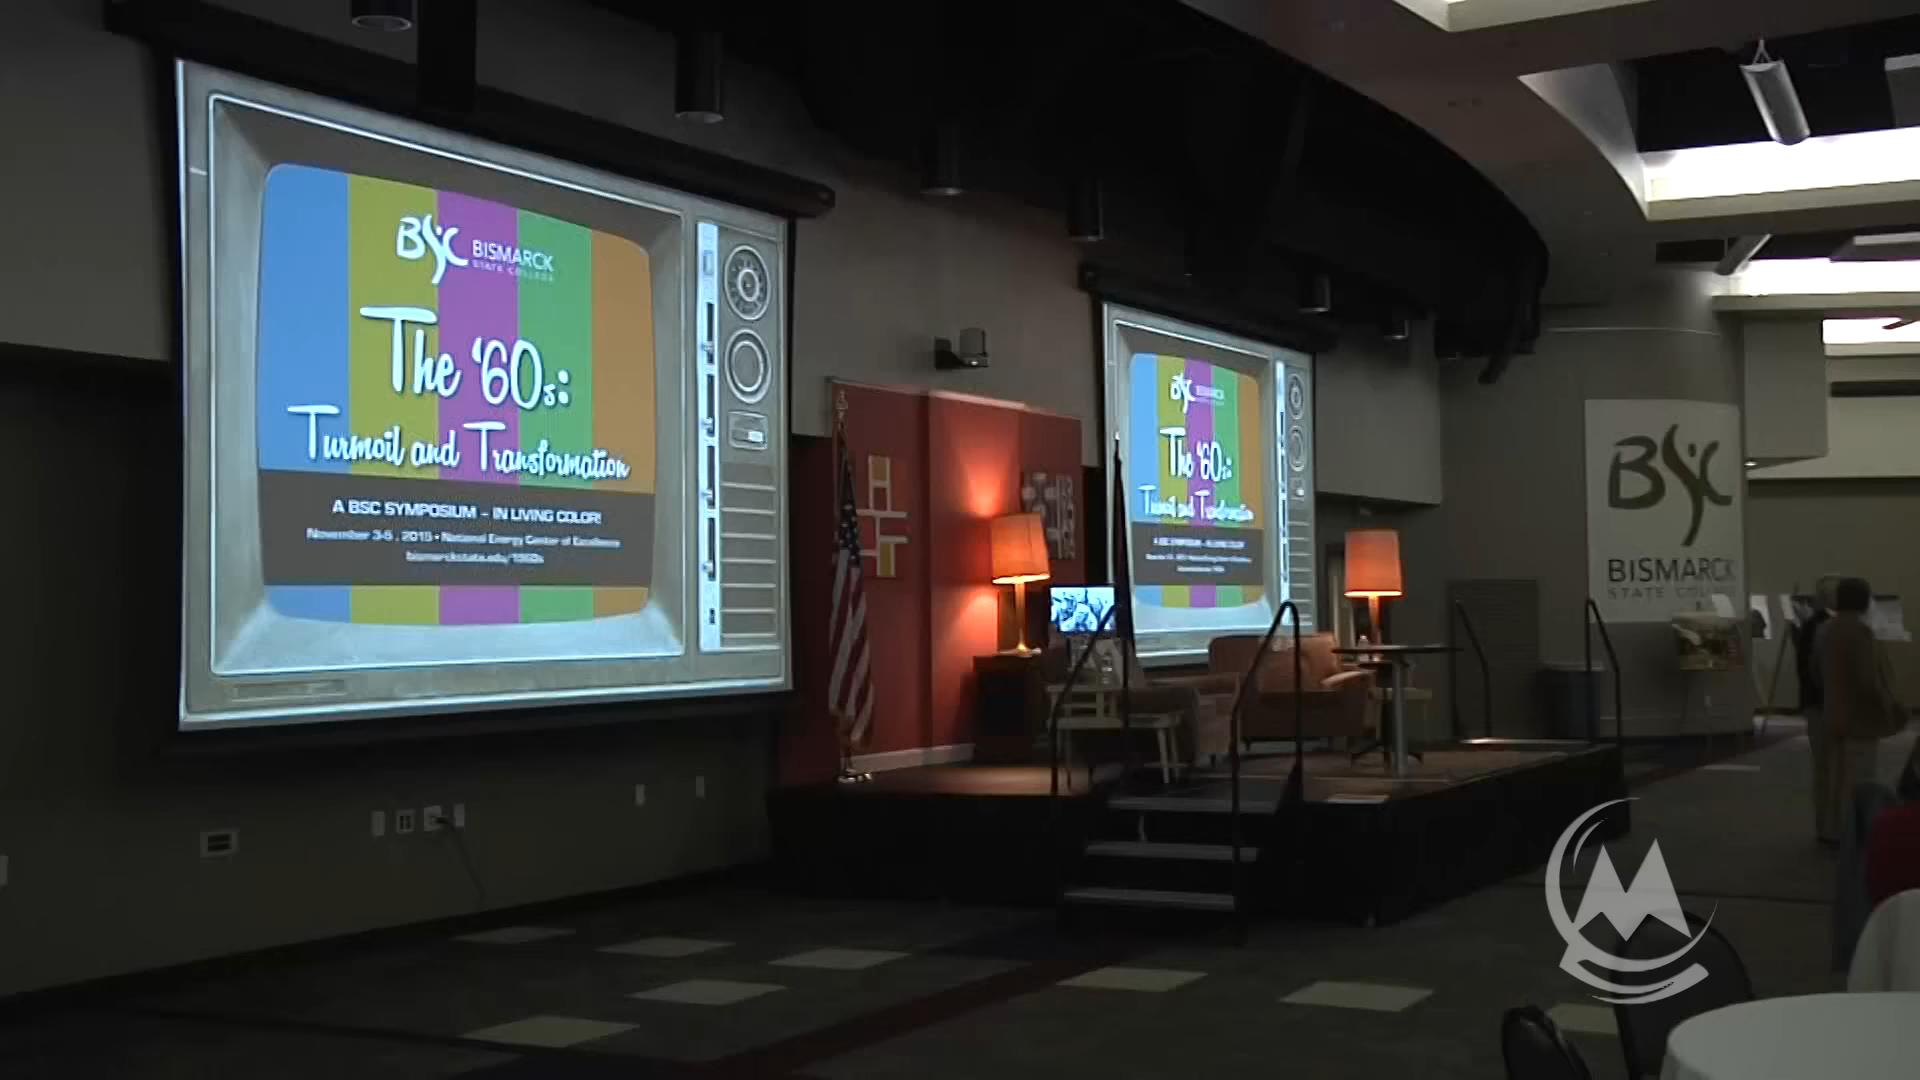 BSC BISMARCK
STATE COLLEGE
The '60s:
Turmoil and Transformation
A BSC SYMPOSIUM - IN LIVING COLOR!
November 3-5, 2015 • National Energy Center of Excellence
bismarckstate.edu/1960s
BSC
The '60s:
Turmoil and Transformation
BSC
BISMARCK
STATE COLLEGE